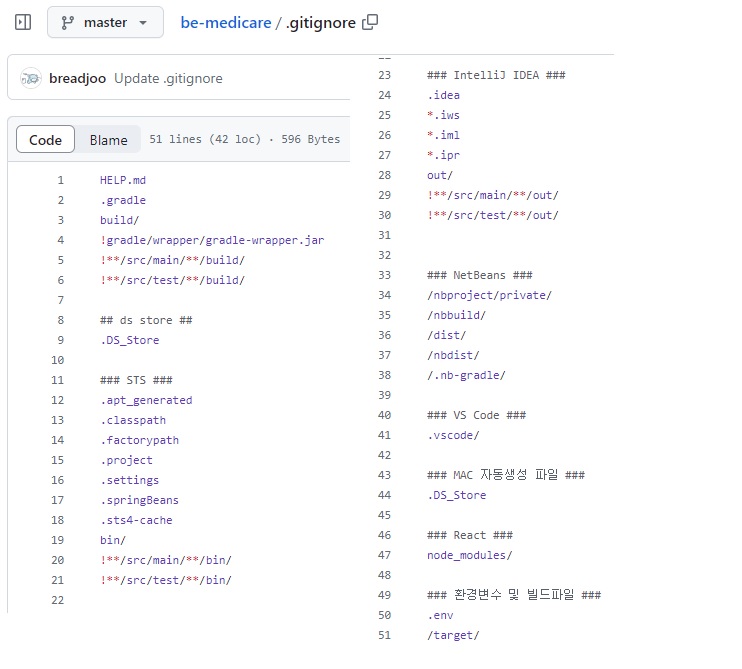 master be-medicare / .gitignore
breadjoo Update .gitignore
Code Blame 51 lines (42 loc) · 596 Bytes
1 HELP.md
2 .gradle
3 build/
4 !gradle/wrapper/gradle-wrapper.jar
5 !**/src/main/**/build/
6 !**/src/test/**/build/
7
8 ## ds store ##
9 .DS_Store
10
11 ### STS ###
12 .apt_generated
13 .classpath
14 .factorypath
15 .project
16 .settings
17 .springBeans
18 .sts4-cache
19 bin/
20 !**/src/main/**/bin/
21 !**/src/test/**/bin/
22
23 ### IntelliJ IDEA ###
24 .idea
25 *.iws
26 *.iml
27 *.ipr
28 out/
29 !**/src/main/**/out/
30 !**/src/test/**/out/
31
32
33 ### NetBeans ###
34 /nbproject/private/
35 /nbbuild/
36 /dist/
37 /nbdist/
38 /.nb-gradle/
39
40 ### VS Code ###
41 .vscode/
42
43 ### MAC 자동생성 파일 ###
44 .DS_Store
45
46 ### React ###
47 node_modules/
48
49 ### 환경변수 및 빌드파일 ###
50 .env
51 /target/